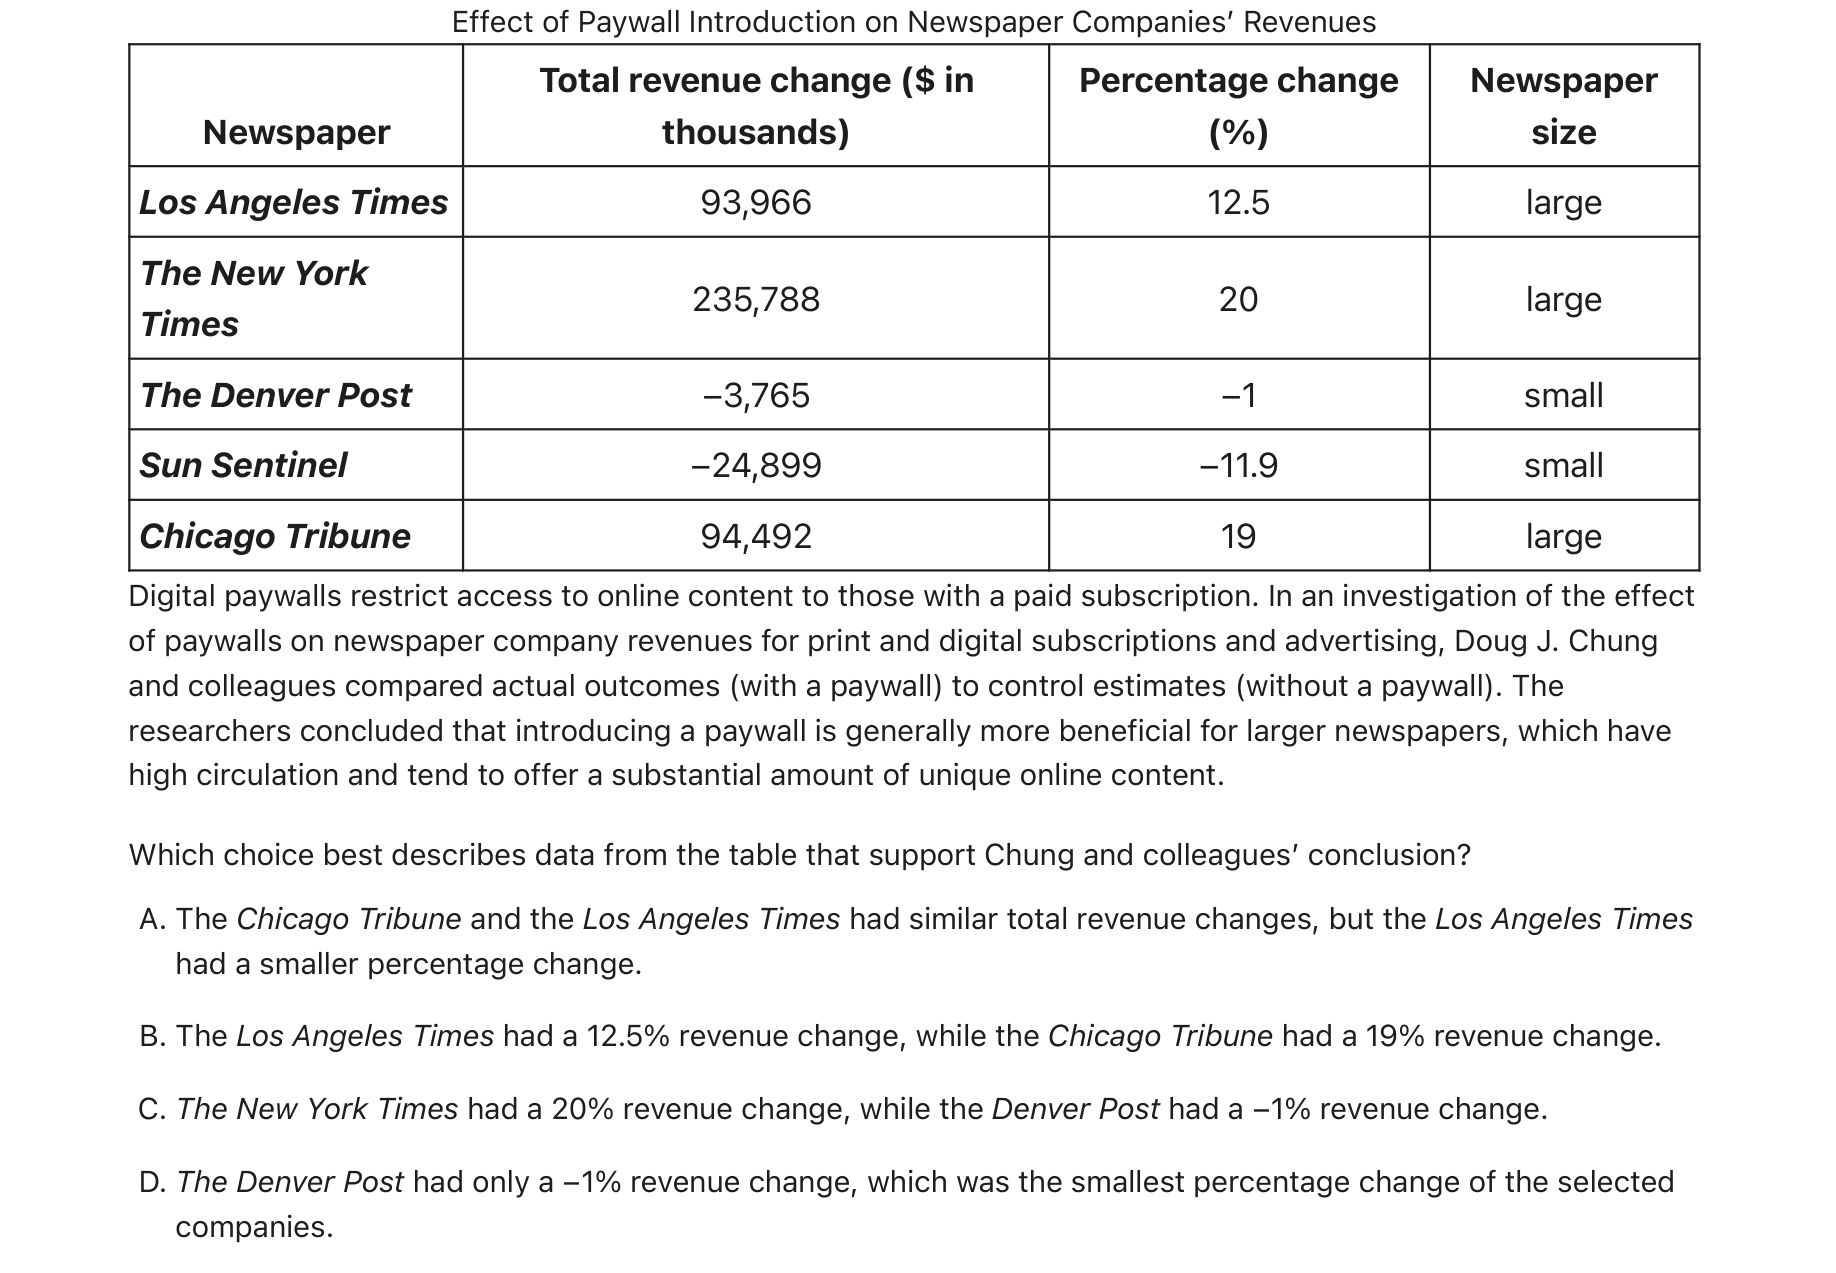 Effect of Paywall Introduction on Newspaper Companies’ Revenues
Newspaper | Total revenue change ($ in thousands) | Percentage change (%) | Newspaper size
Los Angeles Times | 93,966 | 12.5 | large
The New York Times | 235,788 | 20 | large
The Denver Post | –3,765 | –1 | small
Sun Sentinel | –24,899 | –11.9 | small
Chicago Tribune | 94,492 | 19 | large
Digital paywalls restrict access to online content to those with a paid subscription. In an investigation of the effect
of paywalls on newspaper company revenues for print and digital subscriptions and advertising, Doug J. Chung
and colleagues compared actual outcomes (with a paywall) to control estimates (without a paywall). The
researchers concluded that introducing a paywall is generally more beneficial for larger newspapers, which have
high circulation and tend to offer a substantial amount of unique online content.
Which choice best describes data from the table that support Chung and colleagues’ conclusion?
A. The Chicago Tribune and the Los Angeles Times had similar total revenue changes, but the Los Angeles Times
had a smaller percentage change.
B. The Los Angeles Times had a 12.5% revenue change, while the Chicago Tribune had a 19% revenue change.
C. The New York Times had a 20% revenue change, while the Denver Post had a –1% revenue change.
D. The Denver Post had only a –1% revenue change, which was the smallest percentage change of the selected
companies.